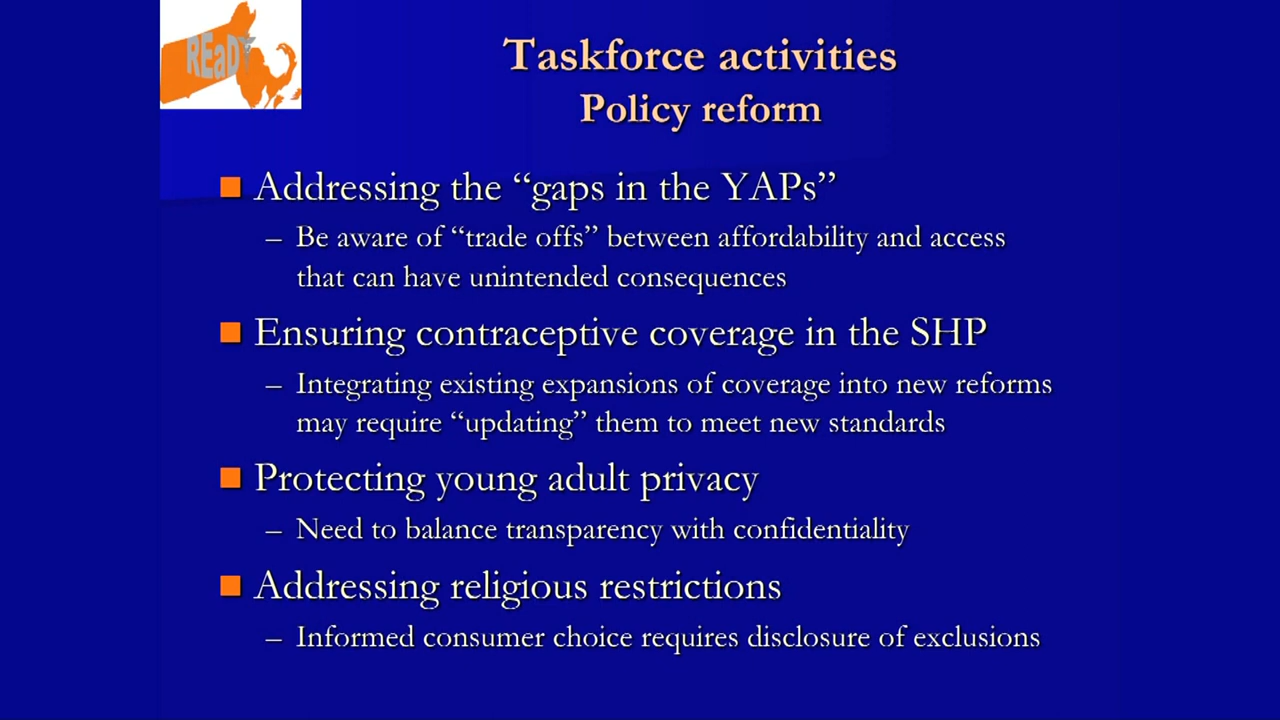 REaDY
Taskforce activities
Policy reform
Addressing the “gaps in the YAPs”
– Be aware of “trade offs” between affordability and access
that can have unintended consequences
Ensuring contraceptive coverage in the SHP
– Integrating existing expansions of coverage into new reforms
may require “updating” them to meet new standards
Protecting young adult privacy
– Need to balance transparency with confidentiality
Addressing religious restrictions
– Informed consumer choice requires disclosure of exclusions